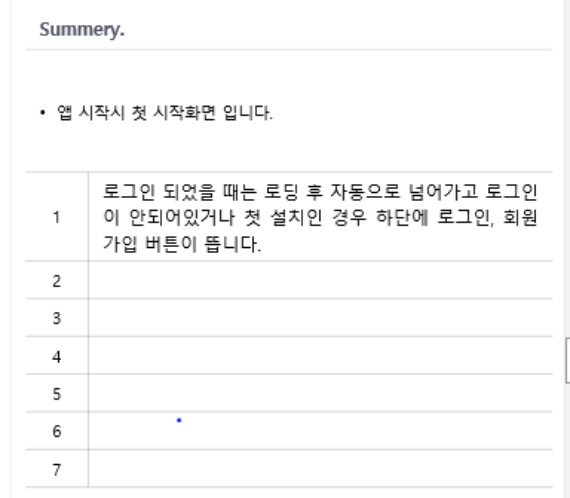 Summery.
• 앱 시작시 첫 시작화면 입니다.
1
로그인 되었을 때는 로딩 후 자동으로 넘어가고 로그인
이 안되어있거나 첫 설치인 경우 하단에 로그인, 회원
가입 버튼이 뜹니다.
2
3
4
5
6
7